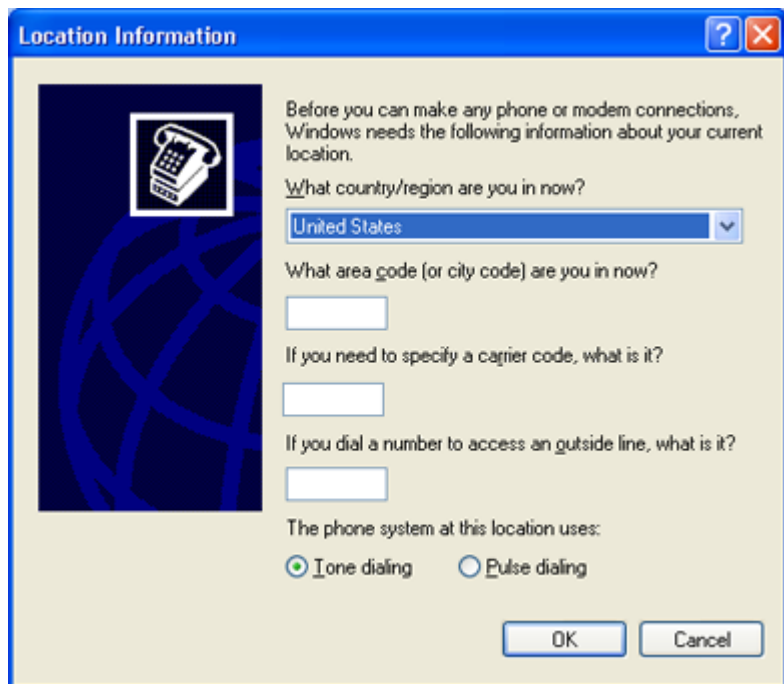 Location Information
Before you can make any phone or modem connections,
Windows needs the following information about your current
location.
What country/region are you in now?
United States
What area code (or city code) are you in now?
If you need to specify a carrier code, what is it?
If you dial a number to access an outside line, what is it?
The phone system at this location uses:
Tone dialing Pulse dialing
OK Cancel